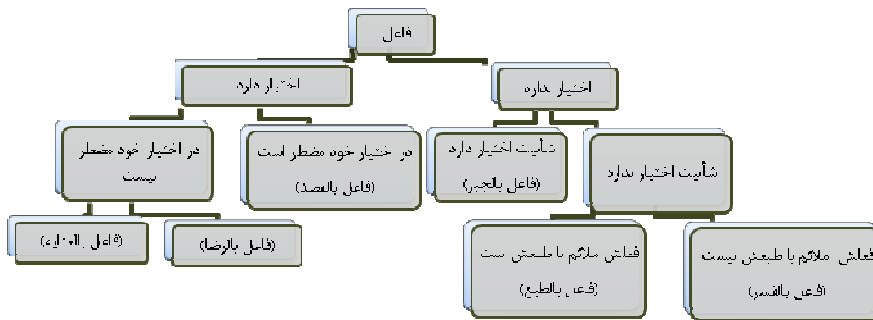 فاعل
اختیار ندارد
اختیار دارد
شأنیت اختیار ندارد
شأنیت اختیار دارد
(فاعل بالجبر)
در اختیار خود مضطر است
(فاعل بالقصد)
در اختیار خود مضطر
نیست
فعلش ملائم با طبعش نیست
(فاعل بالقسر)
فعلش ملائم با طبعش است
(فاعل بالطبع)
(فاعل بالرضا)
(فاعل بالعنایه)